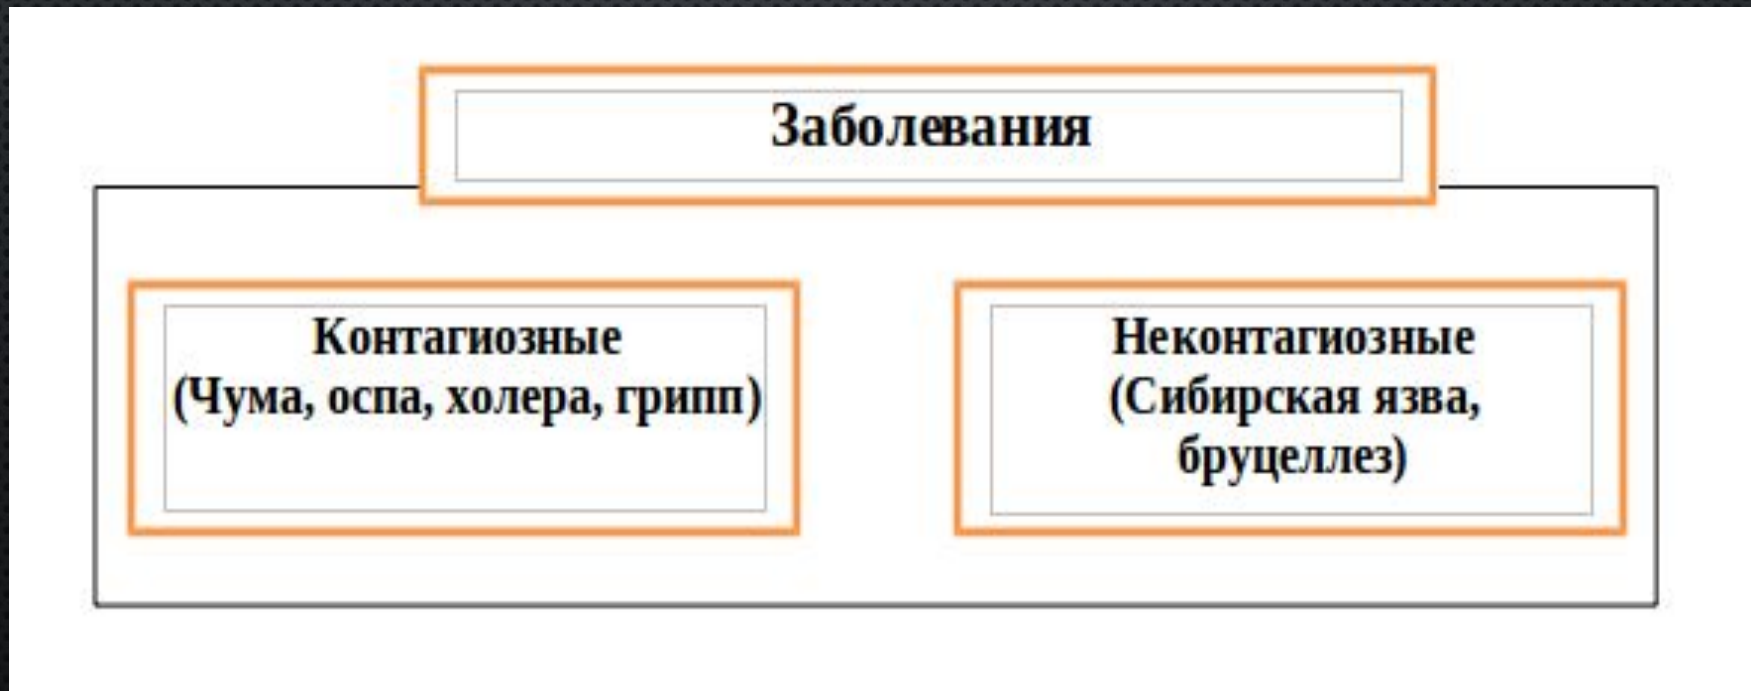 Заболевания
Контагиозные
(Чума, оспа, холера, грипп)
Неконтагиозные
(Сибирская язва,
бруцеллез)